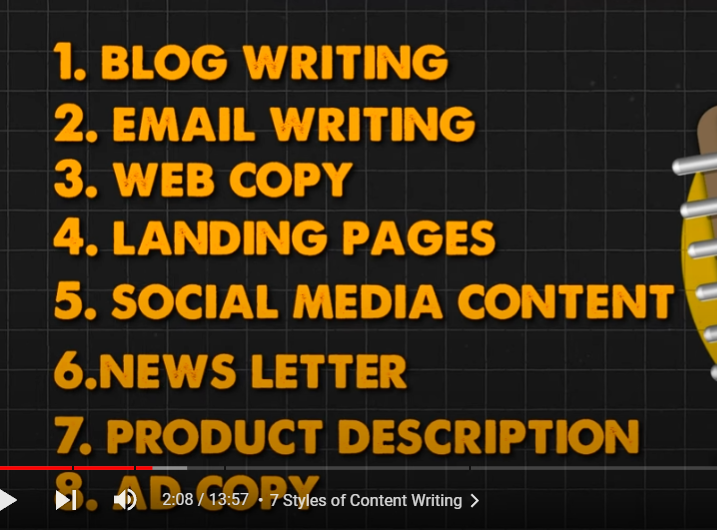 1. BLOG WRITING
2. EMAIL WRITING
3. WEB COPY
4. LANDING PAGES
5. SOCIAL MEDIA CONTENT
6.NEWS LETTER
7. PRODUCT DESCRIPTION
8. AD COPY
2:08 / 13:57 • 7 Styles of Content Writing